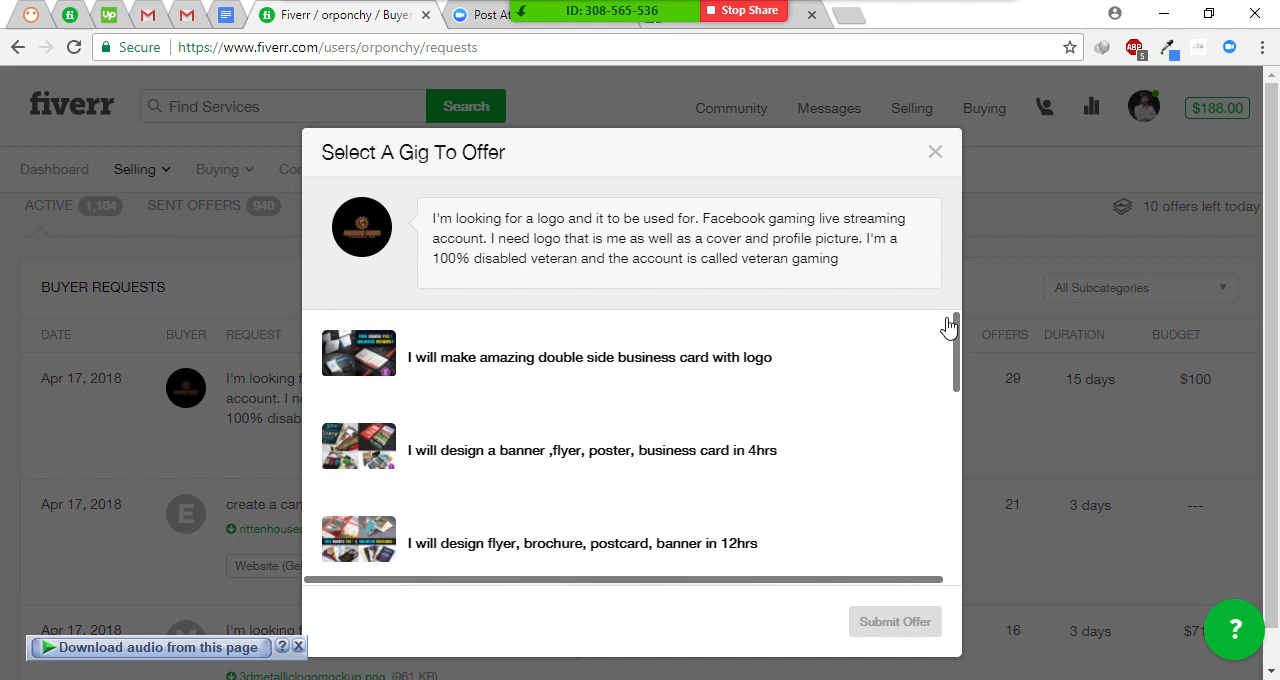 Fiverr / orponchy / Buyer
Post At
ID: 308-565-536
Stop Share
Secure
https://www.fiverr.com/users/orponchy/requests
ABP
5
fiverr
Find Services
Search
Community
Messages
Selling
Buying
$188.00
Dashboard
Selling
Buying
ACTIVE 1,104
SENT OFFERS 940
10 offers left today
Select A Gig To Offer
I'm looking for a logo and it to be used for. Facebook gaming live streaming
account. I need logo that is me as well as a cover and profile picture. I'm a
100% disabled veteran and the account is called veteran gaming
BUYER REQUESTS
All Subcategories
DATE
BUYER
REQUEST
OFFERS
DURATION
BUDGET
I will make amazing double side business card with logo
Apr 17, 2018
I'm looking f
account. I n
100% disab
29
15 days
$100
I will design a banner ,flyer, poster, business card in 4hrs
Apr 17, 2018
E
create a can
rittenhouse
Website (Ge
21
3 days
---
I will design flyer, brochure, postcard, banner in 12hrs
Submit Offer
Apr 17, 2018
I'm looking f
16
3 days
$71
?
Download audio from this page
?
3dmetalliclogomockup.png (961 KB)